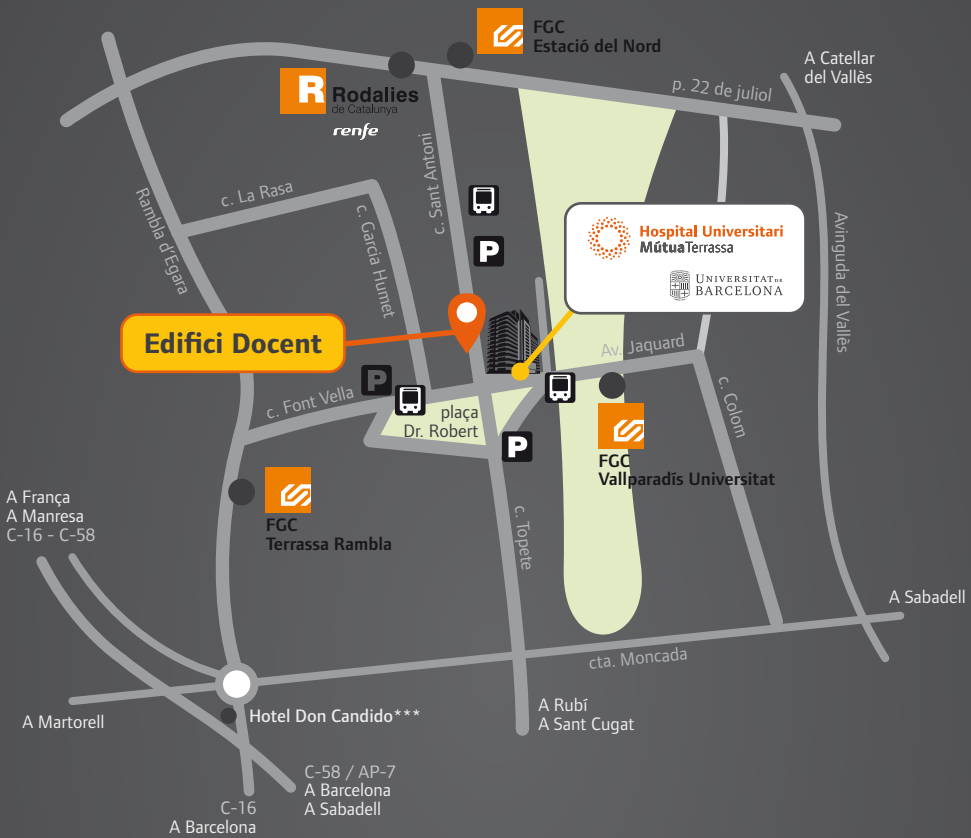 FGC
Estació del Nord
A Catellar
del Vallès
R
Rodalies
de Catalunya
renfe
p. 22 de juliol
c. Sant Antoni
c. La Rasa
Rambla d'Egara
c. Garcia Humet
P
Hospital Universitari
MútuaTerrassa
UNIVERSITAT DE
BARCELONA
Avinguda del Vallès
Edifici Docent
Av. Jaquard
P
c. Font Vella
plaça
Dr. Robert
c. Colom
P
FGC
Vallparadís Universitat
A França
A Manresa
C-16 - C-58
FGC
Terrassa Rambla
c. Topete
A Sabadell
cta. Moncada
A Martorell
Hotel Don Candido***
A Rubí
A Sant Cugat
C-58 / AP-7
A Barcelona
A Sabadell
C-16
A Barcelona